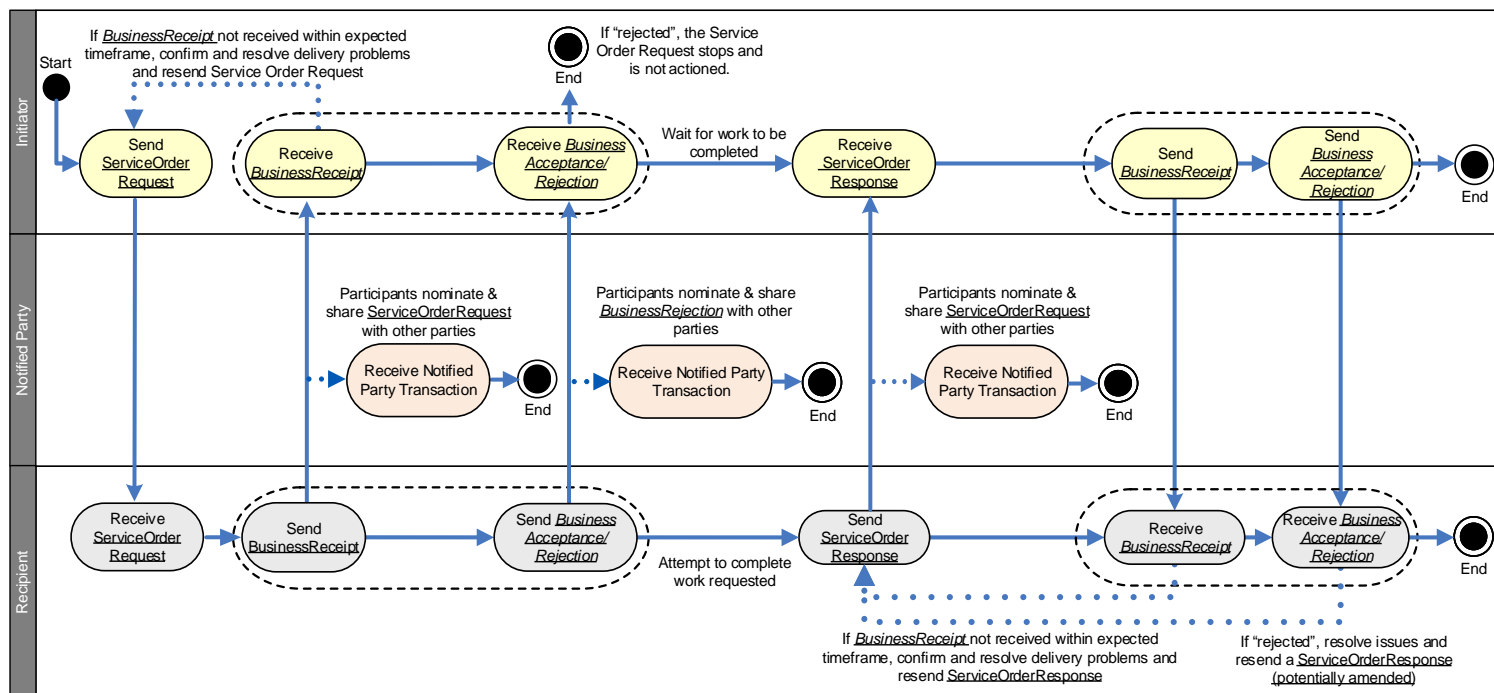 Initiator
Start
If BusinessReceipt not received within expected
timeframe, confirm and resolve delivery problems
and resend Service Order Request
If “rejected”, the Service
Order Request stops and
is not actioned.
End
Send
ServiceOrder
Request
Receive
BusinessReceipt
Receive Business
Acceptance/
Rejection
Wait for work to be
completed
Receive
ServiceOrder
Response
Send
BusinessReceipt
Send
Business
Acceptance/
Rejection
End
Notified Party
Participants nominate &
share ServiceOrderRequest
with other parties
Receive Notified
Party Transaction
End
Participants nominate & share
BusinessRejection with other
parties
Receive Notified Party
Transaction
End
Participants nominate &
share ServiceOrderRequest
with other parties
Receive Notified
Party Transaction
End
Recipient
Receive
ServiceOrder
Request
Send
BusinessReceipt
Send Business
Acceptance/
Rejection
Attempt to complete
work requested
Send
ServiceOrder
Response
Receive
BusinessReceipt
Receive Business
Acceptance/
Rejection
End
If BusinessReceipt not received within expected
timeframe, confirm and resolve delivery problems and
resend ServiceOrderResponse
If “rejected”, resolve issues and
resend a ServiceOrderResponse
(potentially amended)